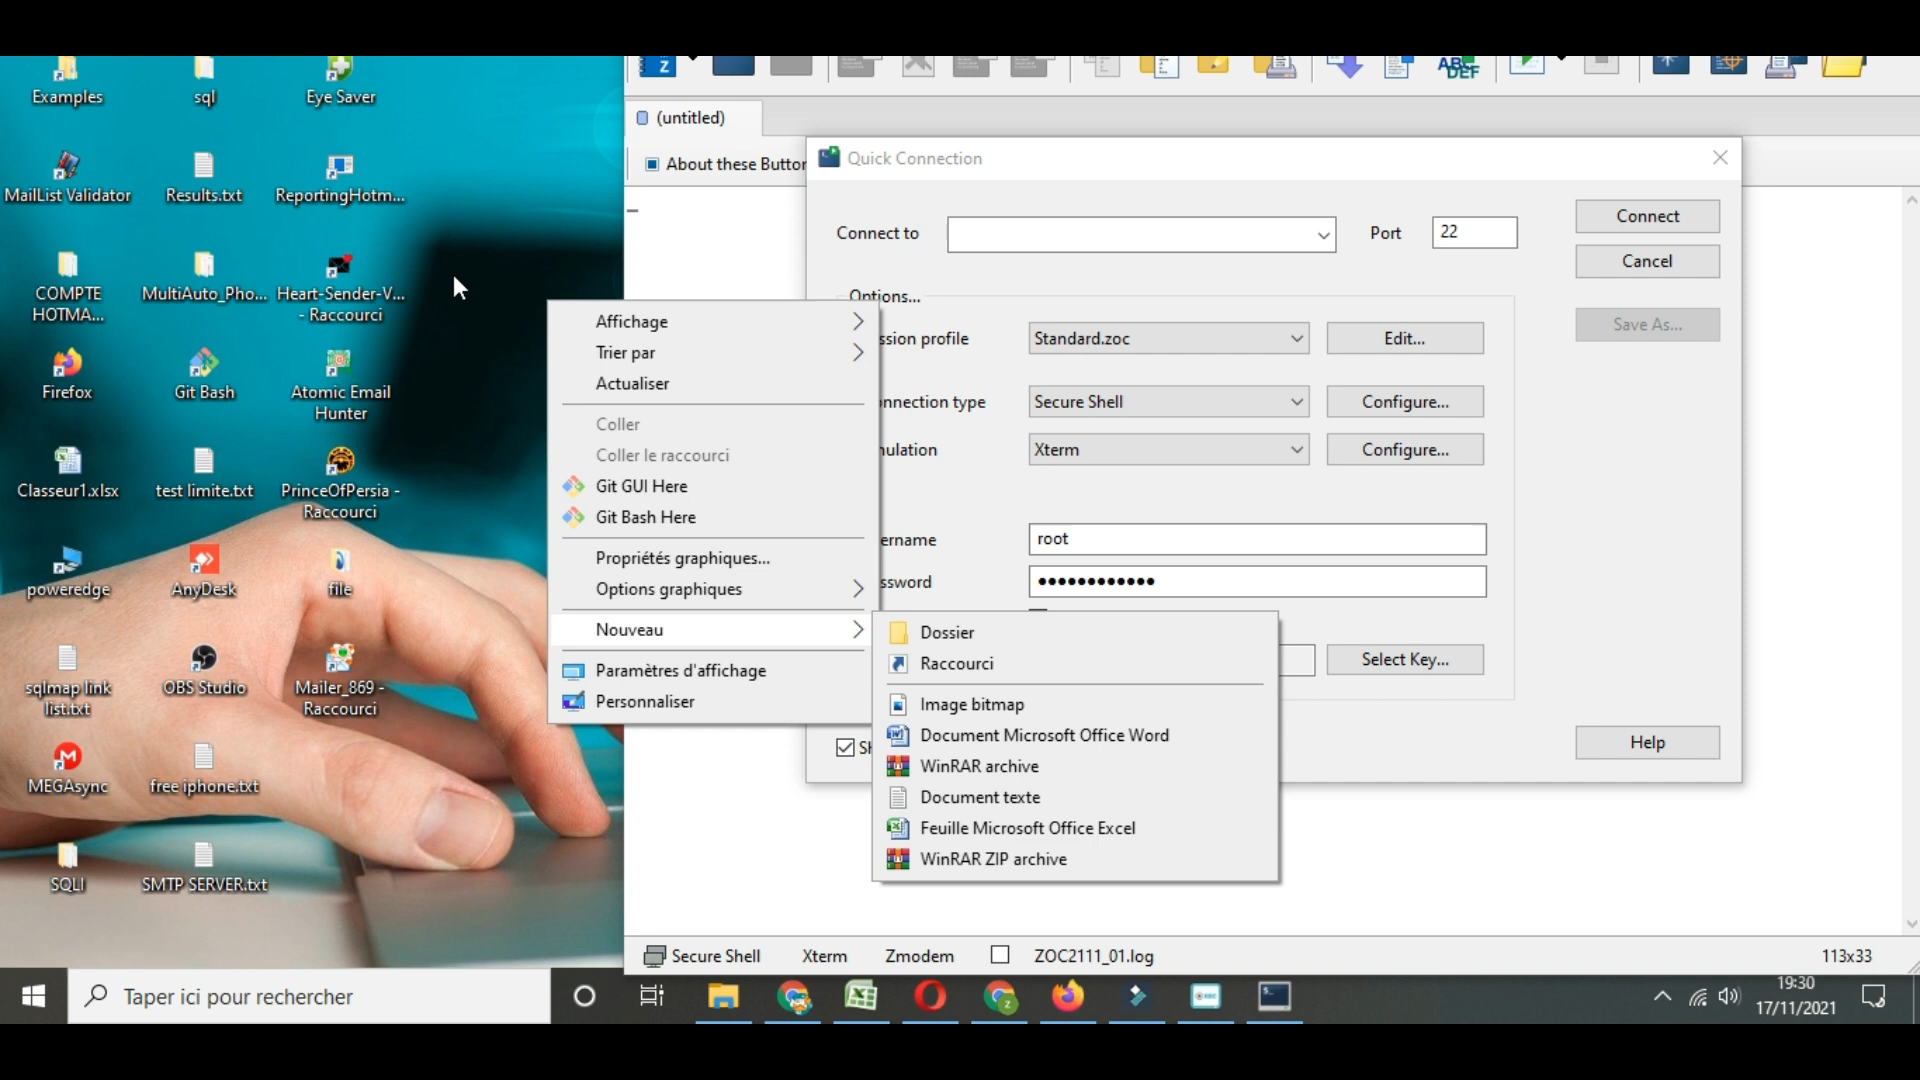 Examples
sql
Eye Saver
MailList Validator
Results.txt
ReportingHotm...
COMPTE
HOTMA...
MultiAuto_Pho...
Heart-Sender-V...
- Raccourci
Firefox
Git Bash
Atomic Email
Hunter
Classeur1.xlsx
test limite.txt
PrinceOfPersia -
Raccourci
poweredge
AnyDesk
file
sqlmap link
list.txt
OBS Studio
Mailer_869 -
Raccourci
MEGAsync
free iphone.txt
SQLI
SMTP SERVER.txt
Z
ABC
DEF
(untitled)
About these Button
Quick Connection
Connect to
Port
22
Connect
Cancel
Save As...
Options...
ssion profile
Standard.zoc
Edit...
nnection type
Secure Shell
Configure...
nulation
Xterm
Configure...
ername
root
ssword
Select Key...
Sh
Help
Affichage
Trier par
Actualiser
Coller
Coller le raccourci
Git GUI Here
Git Bash Here
Propriétés graphiques...
Options graphiques
Nouveau
Paramètres d'affichage
Personnaliser
Dossier
Raccourci
Image bitmap
Document Microsoft Office Word
WinRAR archive
Document texte
Feuille Microsoft Office Excel
WinRAR ZIP archive
Secure Shell
Xterm
Zmodem
ZOC2111_01.log
113x33
Taper ici pour rechercher
19:30
17/11/2021